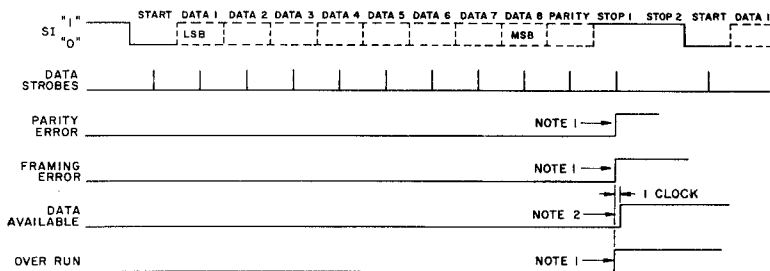 START DATA 1 DATA 2 DATA 3 DATA 4 DATA 5 DATA 6 DATA 7 DATA 8 PARITY STOP 1 STOP 2 START DATA 1
SI "1"
"0"
LSB MSB
DATA
STROBES
PARITY
ERROR
NOTE 1
FRAMING
ERROR
NOTE 1
1 CLOCK
DATA
AVAILABLE
NOTE 2
OVER RUN
NOTE 1